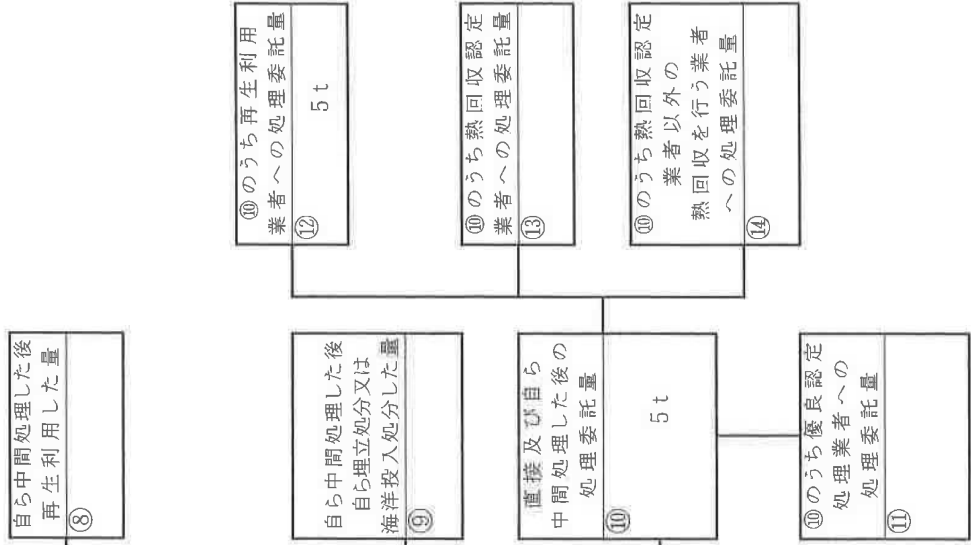 自ら中間処理した後
再生利用した量
⑧
自ら中間処理した後
自ら埋立処分又は
海洋投入処分した量
⑨
直接及び自ら
中間処理した後の
処理委託量
⑩
5t
⑩のうち優良認定
処理業者への
処理委託量
⑪
⑩のうち再生利用
業者への処理委託量
⑫
5t
⑩のうち熱回収認定
業者への処理委託量
⑬
⑩のうち熱回収認定
業者以外の
熱回収を行う業者
への処理委託量
⑭